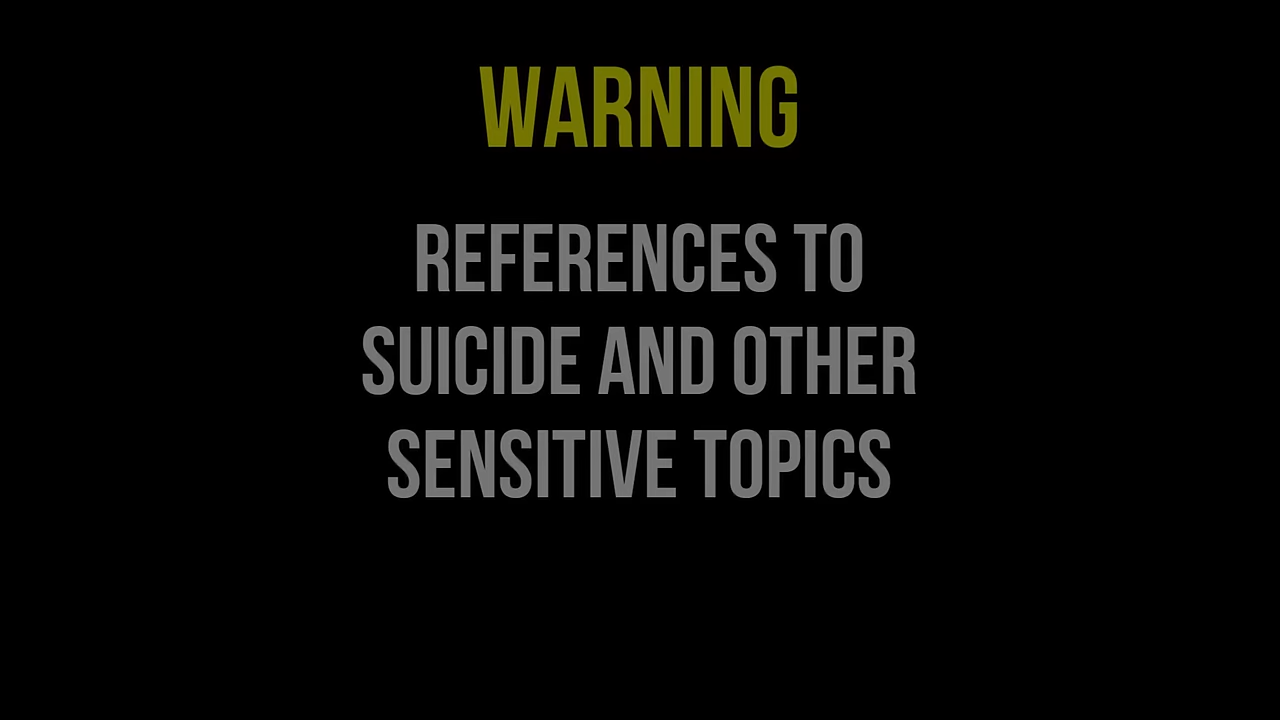 WARNING
REFERENCES TO
SUICIDE AND OTHER
SENSITIVE TOPICS